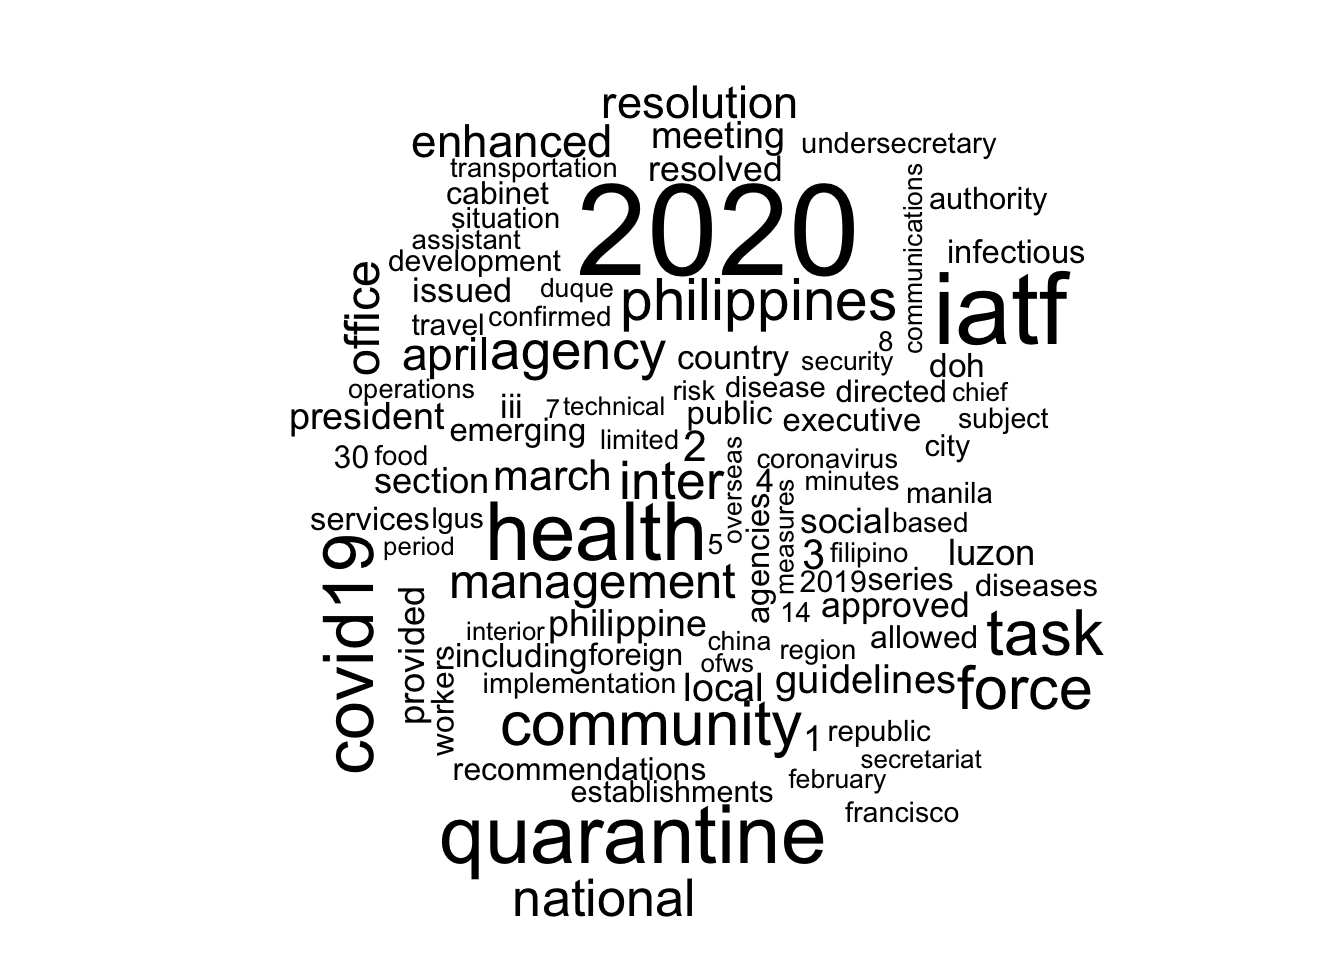 resolution
enhanced
meeting
undersecretary
transportation
resolved
cabinet
communications
authority
situation
2020
assistant
infectious
development
office
issued
duque
philippines
iatf
travel
confirmed
8
april
agency
country
security
doh
operations
risk
disease
directed
chief
president
iii
7
technical
public
executive
subject
emerging
limited
2
city
30
food
overseas
coronavirus
section
march
inter
4
minutes
manila
services
lgus
health
5
agencies
measures
social
based
covid19
period
3
filipino
luzon
management
2019
series
diseases
provided
14
approved
interior
philippine
china
allowed
task
workers
including
foreign
ofws
region
implementation
local
guidelines
force
community
1
republic
secretariat
recommendations
february
establishments
francisco
quarantine
national